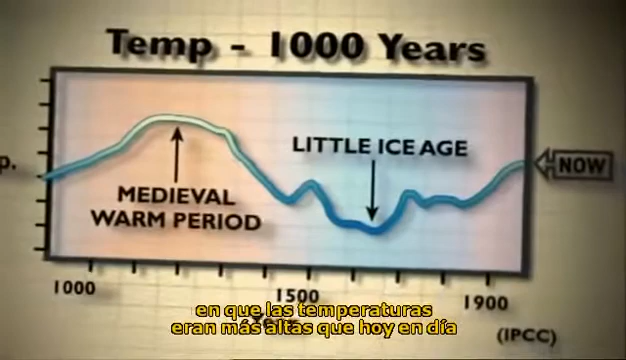 Temp - 1000 Years
LITTLE ICE AGE
NOW
p.
MEDIEVAL
WARM PERIOD
1000
1500
1900
en que las temperaturas
eran más altas que hoy en día
(IPCC)